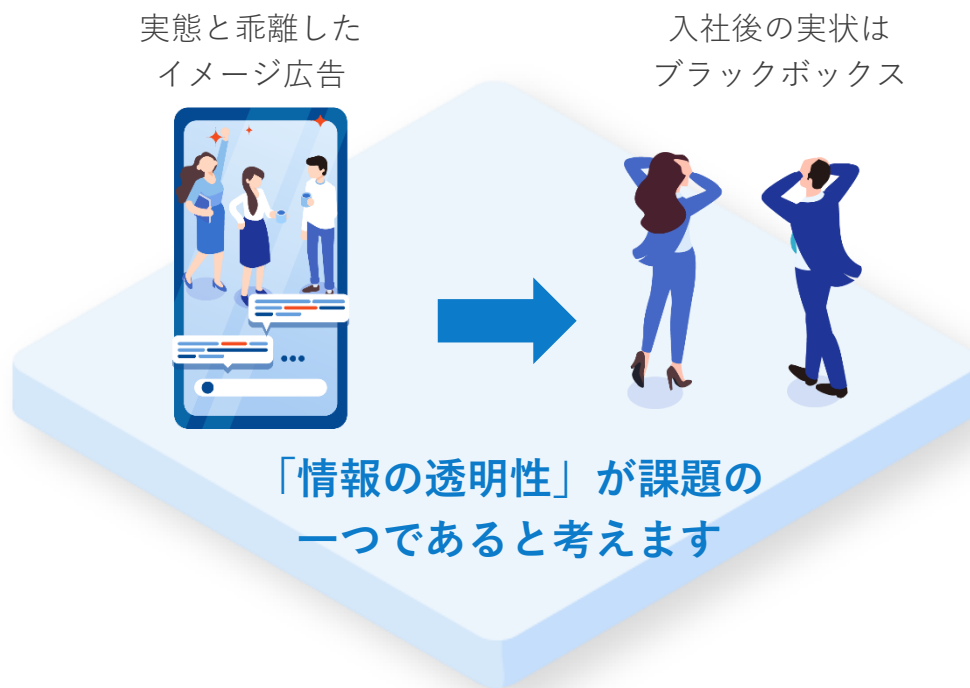 実態と乖離した
イメージ広告
入社後の実状は
ブラックボックス
「情報の透明性」が課題の
一つであると考えます